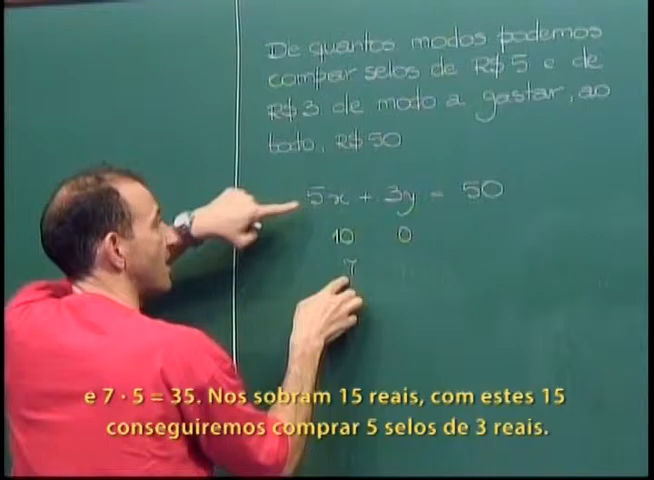 De quantos modos podemos
comprar selos de R$5 e de
R$3 de modo a gastar, ao
todo, R$50
5x + 3y = 50
10 0
7
e 7 · 5 = 35. Nos sobram 15 reais, com estes 15
conseguiremos comprar 5 selos de 3 reais.